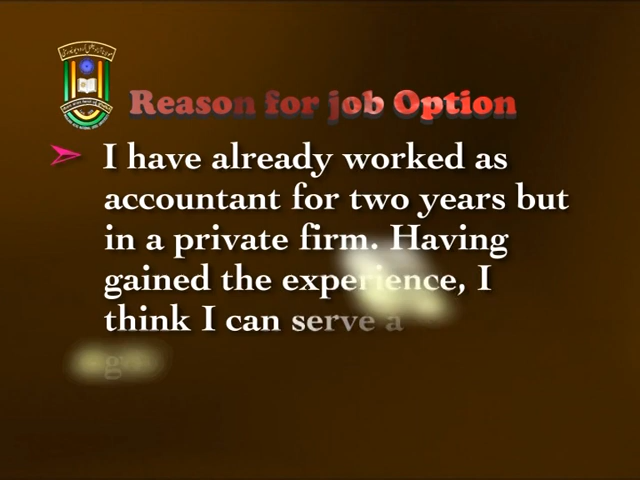 Reason for job Option
I have already worked as
accountant for two years but
in a private firm. Having
gained the experience, I
think I can serve a